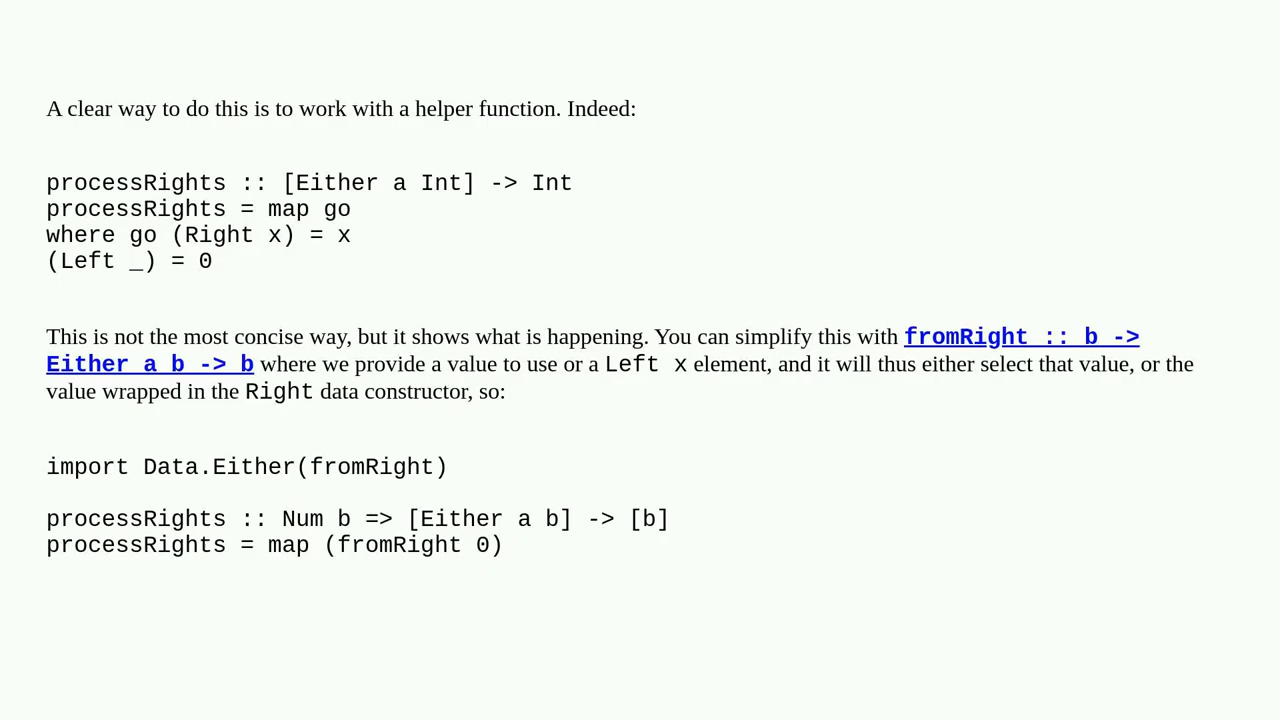 A clear way to do this is to work with a helper function. Indeed:
processRights :: [Either a Int] -> Int
processRights = map go
where go (Right x) = x
(Left _) = 0
This is not the most concise way, but it shows what is happening. You can simplify this with fromRight :: b ->
Either a b -> b where we provide a value to use or a Left x element, and it will thus either select that value, or the
value wrapped in the Right data constructor, so:
import Data.Either(fromRight)
processRights :: Num b => [Either a b] -> [b]
processRights = map (fromRight 0)